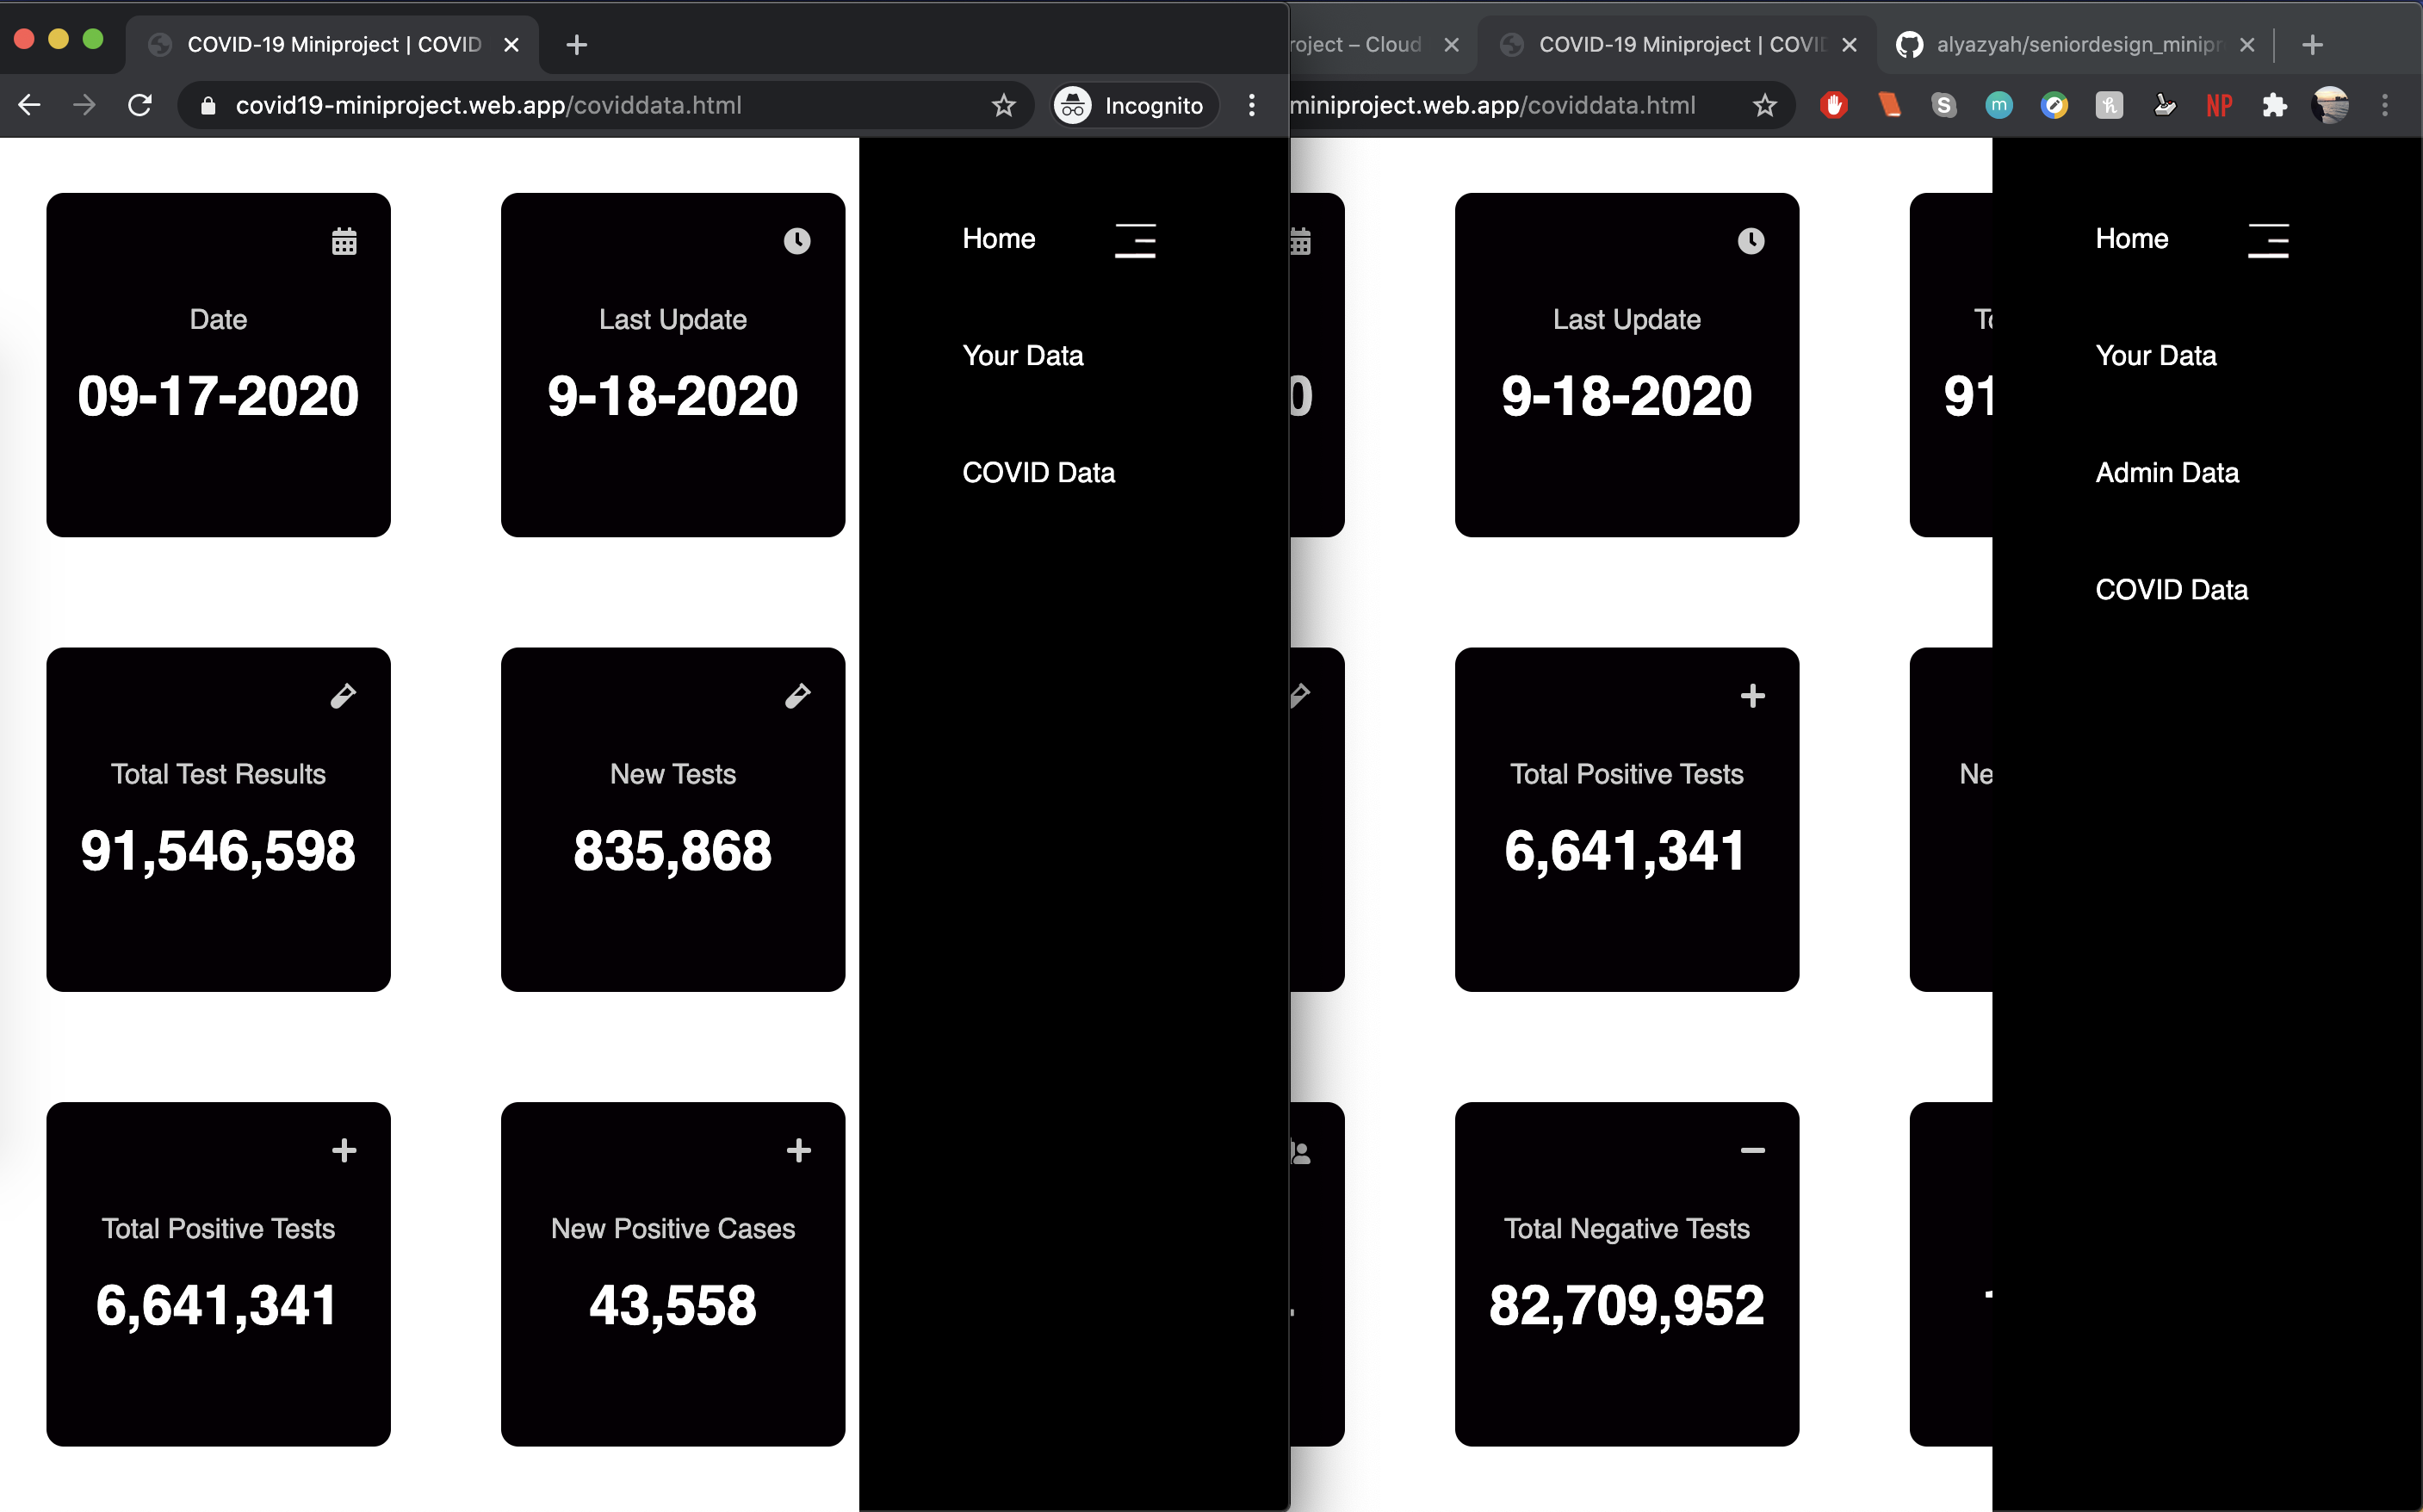 COVID-19 Miniproject | COVID
covid19-miniproject.web.app/coviddata.html
Incognito
Date
09-17-2020
Last Update
9-18-2020
Total Test Results
91,546,598
New Tests
835,868
Total Positive Tests
6,641,341
New Positive Cases
43,558
Home
Your Data
COVID Data
roject – Cloud
COVID-19 Miniproject | COVI
alyazyah/seniordesign_minipr
miniproject.web.app/coviddata.html
S
m
h
NP
0
Last Update
9-18-2020
91
Total Positive Tests
6,641,341
Ne
Total Negative Tests
82,709,952
Home
Your Data
Admin Data
COVID Data